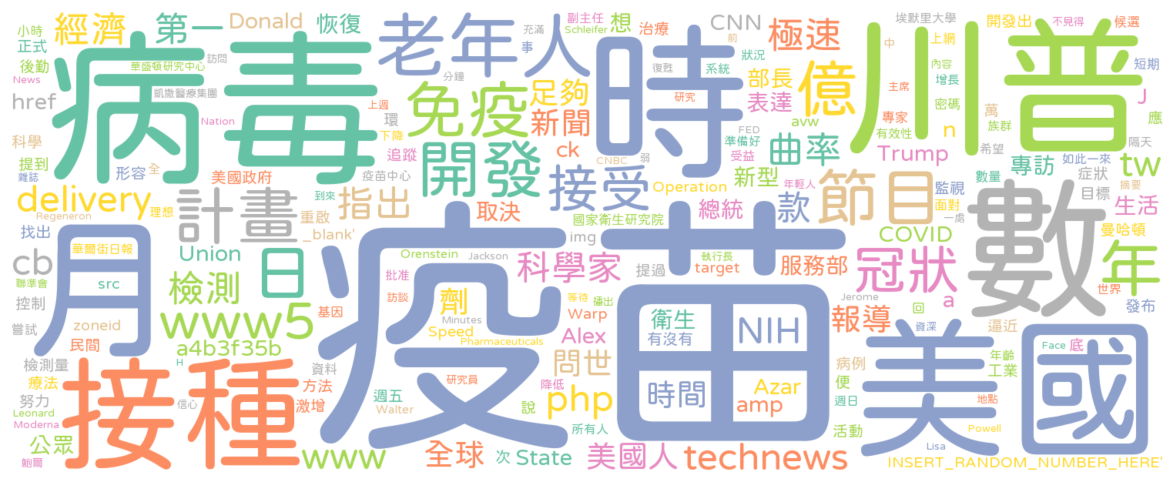 小時 經濟 第一 Donald 恢復 老年人 副主任 想 治療 CNN 極速 埃默里大學 開發出 不見得 候選
正式 Schleifer 充滿 事 前 中 上網 川普
後勤 訪問 華盛頓研究中心 病毒 分鐘 時 復甦 系統 狀況 部長 億 內容 增長 短期
News href 凱撒醫療集團 上週 免疫 足夠 研究 表達 主席 密碼 J
Nation 環 新聞 FED 準備好 avw 專家 n 萬 族群 應
科學 下降 追蹤 開發 ck CNBC 弱 受益 曲率 有效性 希望 隔天
提到 形容 全 疫苗中心 接受 新型 Trump 專訪 如此一來 tw
雜誌 美國政府 到來 Operation 年輕人 症狀
delivery 理想 計畫 重啟 指出 取決 總統 款 節目 監視 數量 目標 生活
Regeneron _blank' 國家衛生研究院 面對 摘要
找出 華爾街日報 月 Union 日 img 執行長 COVID 一處 數 曼哈頓 年
cb Orenstein Jackson 科學家 提過 target 服務部 冠狀
聯準會 src 檢測 批准 疫苗 世界
控制 基因 訪談 劑 等待 播出 Jerome a 發布
嘗試 zoneid www5 Minutes Warp 衛生 NIH 回 報導 資深 逼近
民間 Speed Alex 有沒有
檢測量 a4b3f35b Pharmaceuticals 問世 美國 Face 底
H 資料 降低 時間 Azar 病例 年齡
療法 接種 方法 週五 研究員 php amp 便 工業
努力 激增 Walter 說 週日 地點
Leonard 信心 所有人 活動 Powell
Moderna 公眾 www 全球 次 State 美國人 technews Lisa
鮑爾 INSERT_RANDOM_NUMBER_HERE'